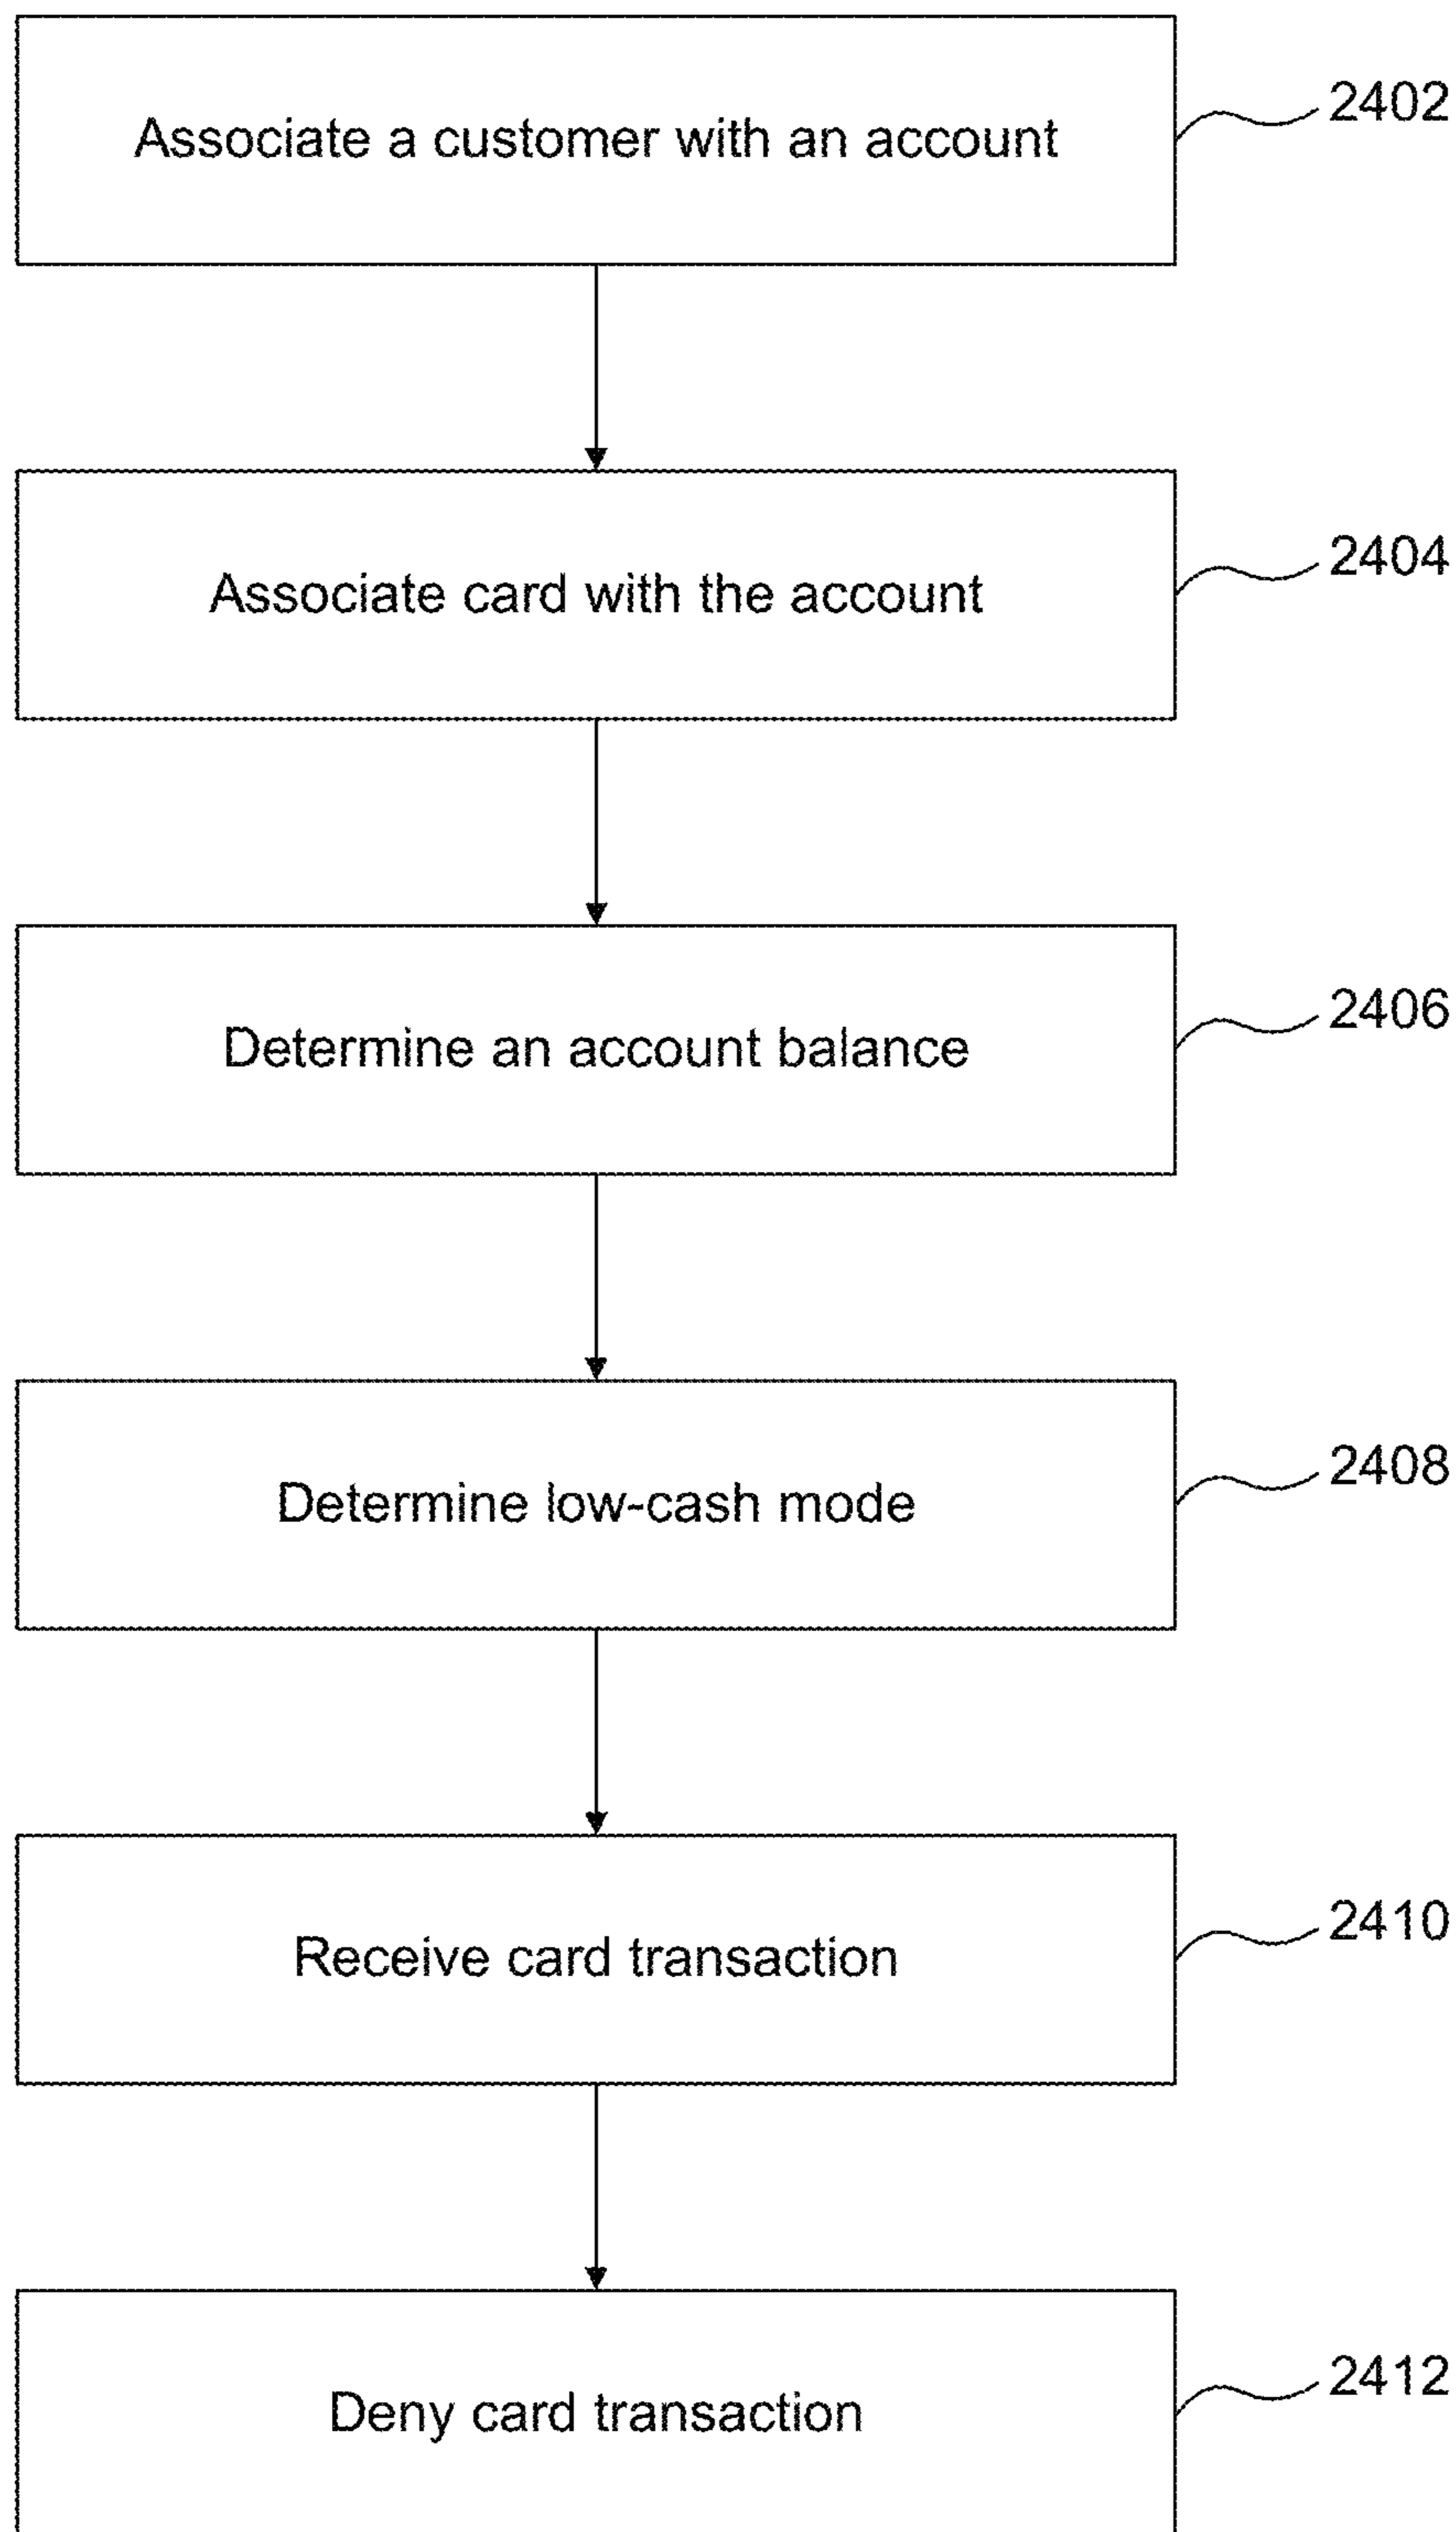 Associate a customer with an account
2402
Associate card with the account
2404
Determine an account balance
2406
Determine low-cash mode
2408
Receive card transaction
2410
Deny card transaction
2412